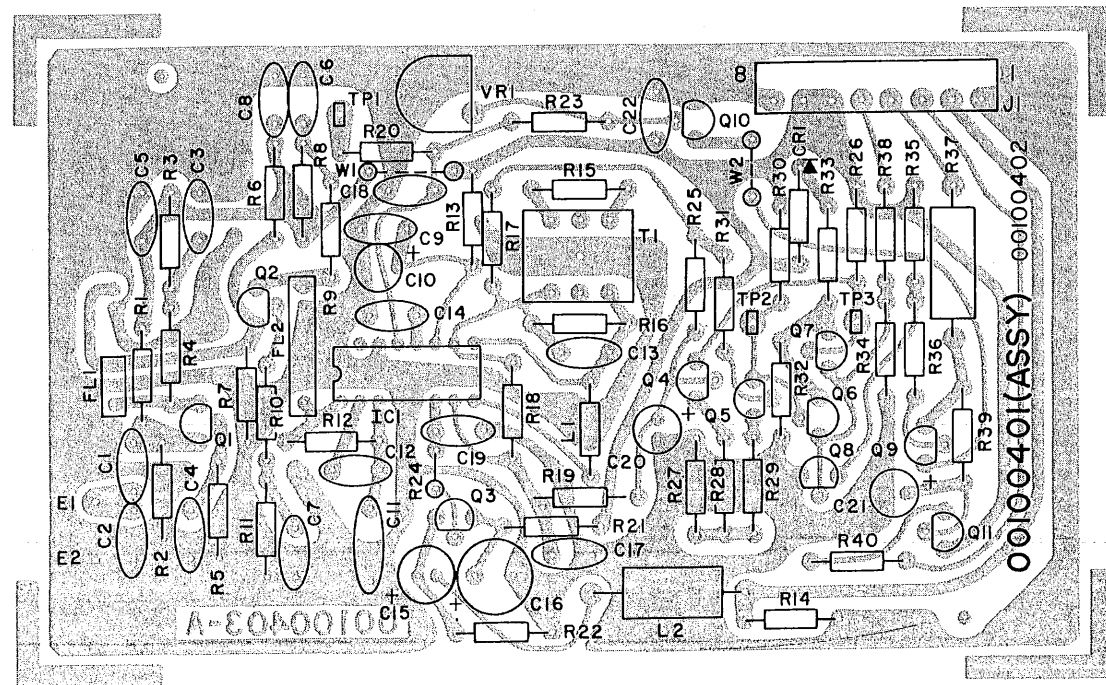 C8
C6
TP1
VR1
R23
C22
Q10
8
1
J1
R20
W1
C18
R15
W2
R30
CR1
R33
R26
R38
R35
R37
C5
R3
C3
R6
R8
C9
C10
R13
R17
T1
R25
R31
R9
Q2
C14
R16
C13
TP2
Q7
TP3
00100402
R1
FL1
R4
FL2
R7
R10
Q1
R12
IC1
R18
L1
Q4
Q5
R32
Q6
R34
R36
C1
C4
C12
R24
C19
C20
R19
R27
R28
R29
Q8
Q9
R39
C21
E1
C2
R2
R5
R11
C7
C11
Q3
R21
C17
R40
Q11
E2
+
C15
+
C16
R22
L2
R14
00100401(ASSY)
00100403-A